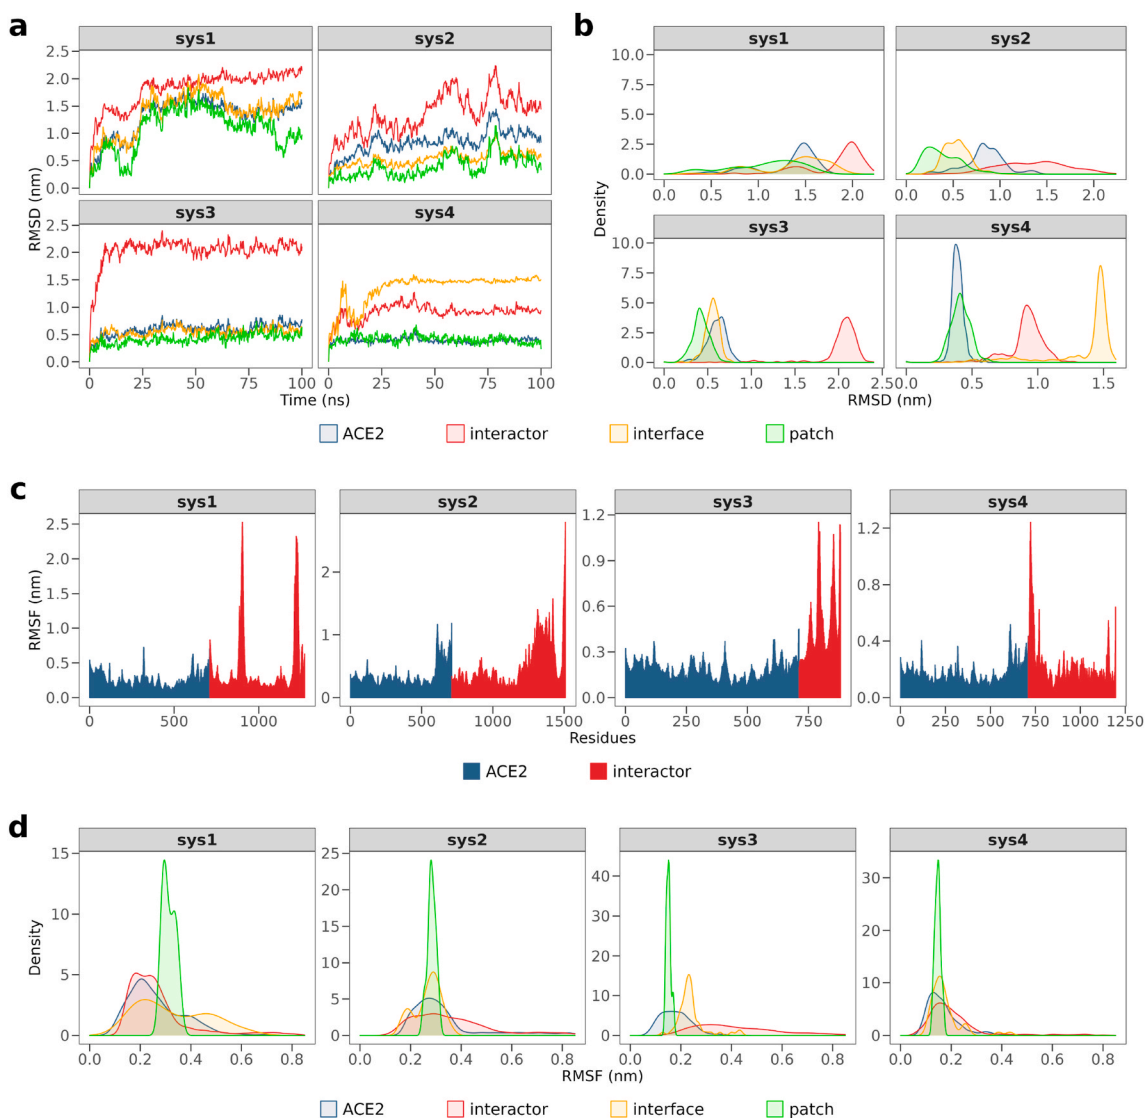 a
sys1 sys2
RMSD (nm)
2.5
2.0
1.5
1.0
0.5
0.0
sys3 sys4
2.5
2.0
1.5
1.0
0.5
0.0
0 25 50 75 100 0 25 50 75 100
Time (ns)
b
sys1 sys2
Density
10.0
7.5
5.0
2.5
0.0
0.0 0.5 1.0 1.5 2.0 0.0 0.5 1.0 1.5 2.0
sys3 sys4
10.0
7.5
5.0
2.5
0.0
0.0 0.5 1.0 1.5 2.0 2.5 0.0 0.5 1.0 1.5
RMSD (nm)
ACE2 interactor interface patch
c
sys1 sys2 sys3 sys4
RMSF (nm)
2.5
2.0
1.5
1.0
0.5
0.0
0 500 1000
2
1
0
0 500 1000 1500
1.2
0.9
0.6
0.3
0.0
0 250 500 750
1.2
0.8
0.4
0.0
0 250 500 750 1000 1250
Residues
ACE2 interactor
d
sys1 sys2 sys3 sys4
Density
15
10
5
0
0.0 0.2 0.4 0.6 0.8
25
20
15
10
5
0
0.0 0.2 0.4 0.6 0.8
40
30
20
10
0
0.0 0.2 0.4 0.6 0.8
30
20
10
0
0.0 0.2 0.4 0.6 0.8
RMSF (nm)
ACE2 interactor interface patch